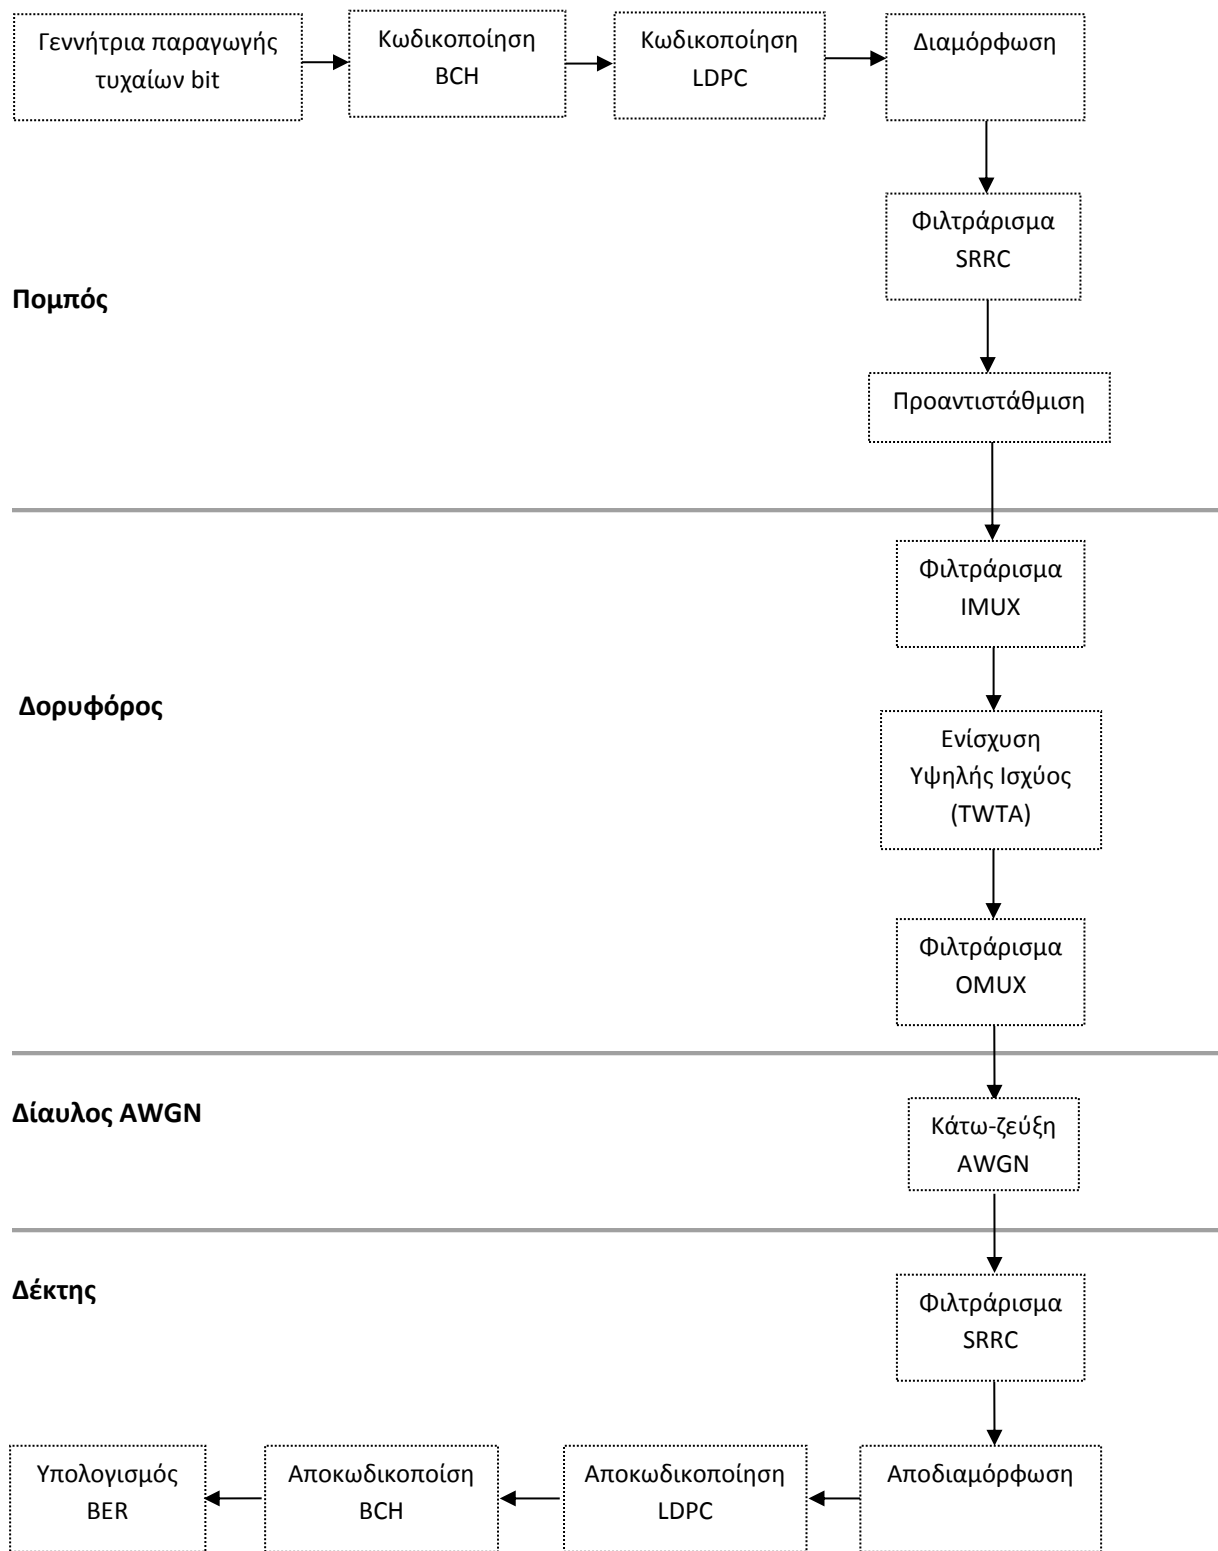 Γεννήτρια παραγωγής
τυχαίων bit
Κωδικοποίηση
BCH
Κωδικοποίηση
LDPC
Διαμόρφωση
Φιλτράρισμα
SRRC
Πομπός
Προαντιστάθμιση
Φιλτράρισμα
IMUX
Δορυφόρος
Ενίσχυση
Υψηλής Ισχύος
(TWTA)
Φιλτράρισμα
OMUX
Δίαυλος AWGN
Κάτω-ζεύξη
AWGN
Δέκτης
Φιλτράρισμα
SRRC
Υπολογισμός
BER
Αποκωδικοποίση
BCH
Αποκωδικοποίηση
LDPC
Αποδιαμόρφωση